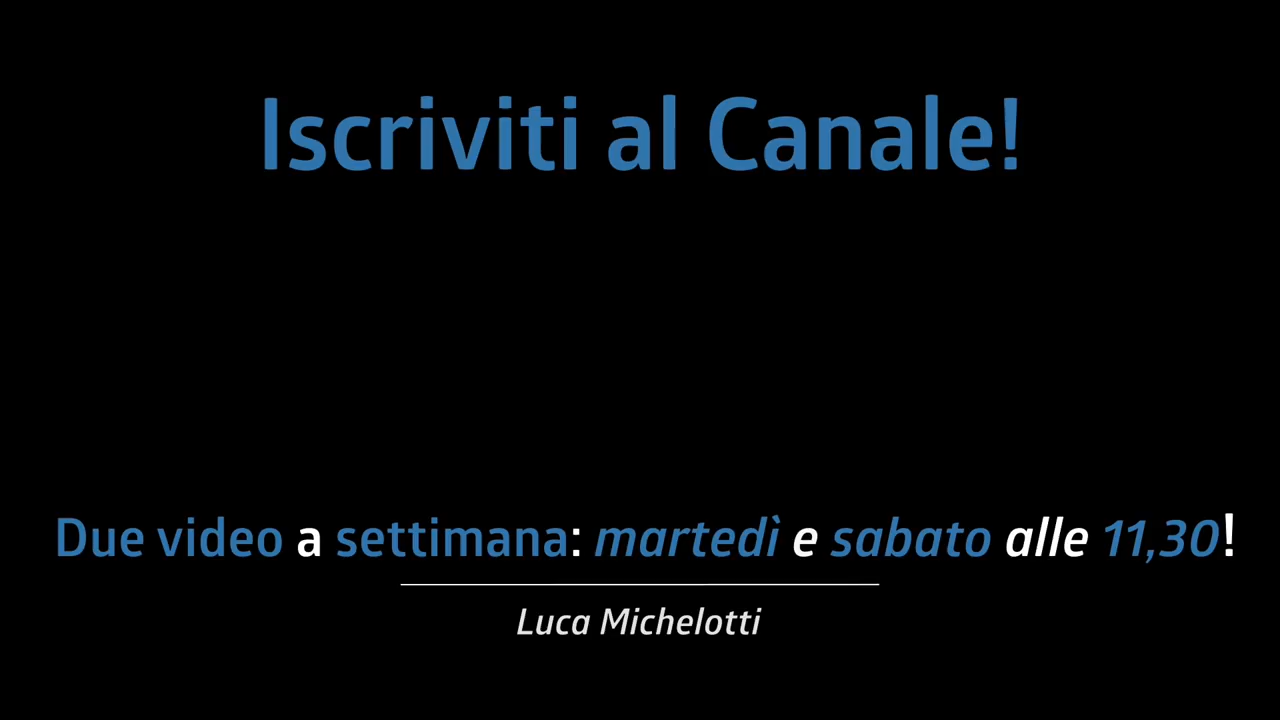 Iscriviti al Canale!
Due video a settimana: martedì e sabato alle 11,30!
Luca Michelotti